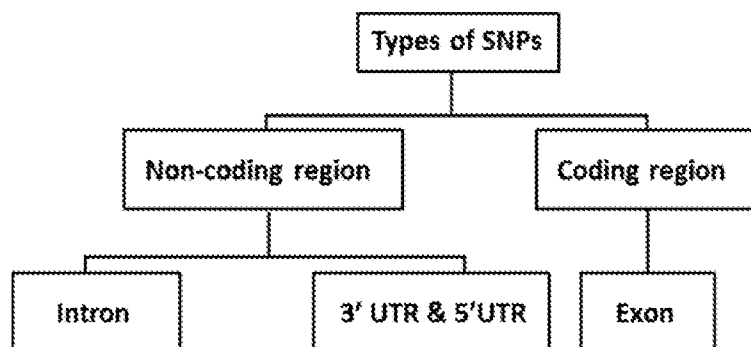 Types of SNPs
Non-coding region
Coding region
Intron
3' UTR & 5'UTR
Exon